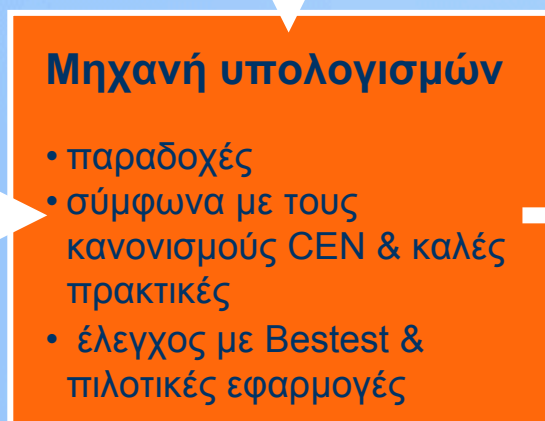 Μηχανή υπολογισμών
• παραδοχές
• σύμφωνα με τους
κανονισμούς CEN & καλές
πρακτικές
• έλεγχος με Bestest &
πιλοτικές εφαρμογές